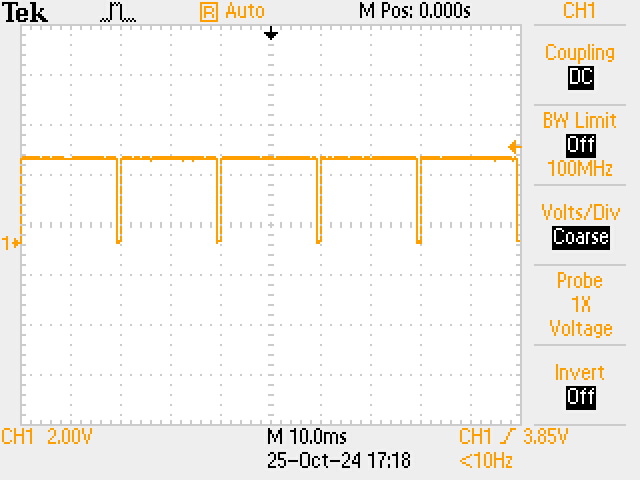 Tek R Auto M Pos: 0.000s CH1
Coupling
DC
BW Limit
Off
100MHz
Volts/Div
Coarse
1
Probe
1X
Voltage
Invert
Off
CH1 2.00V M 10.0ms CH1 3.85V
25-Oct-24 17:18 <10Hz